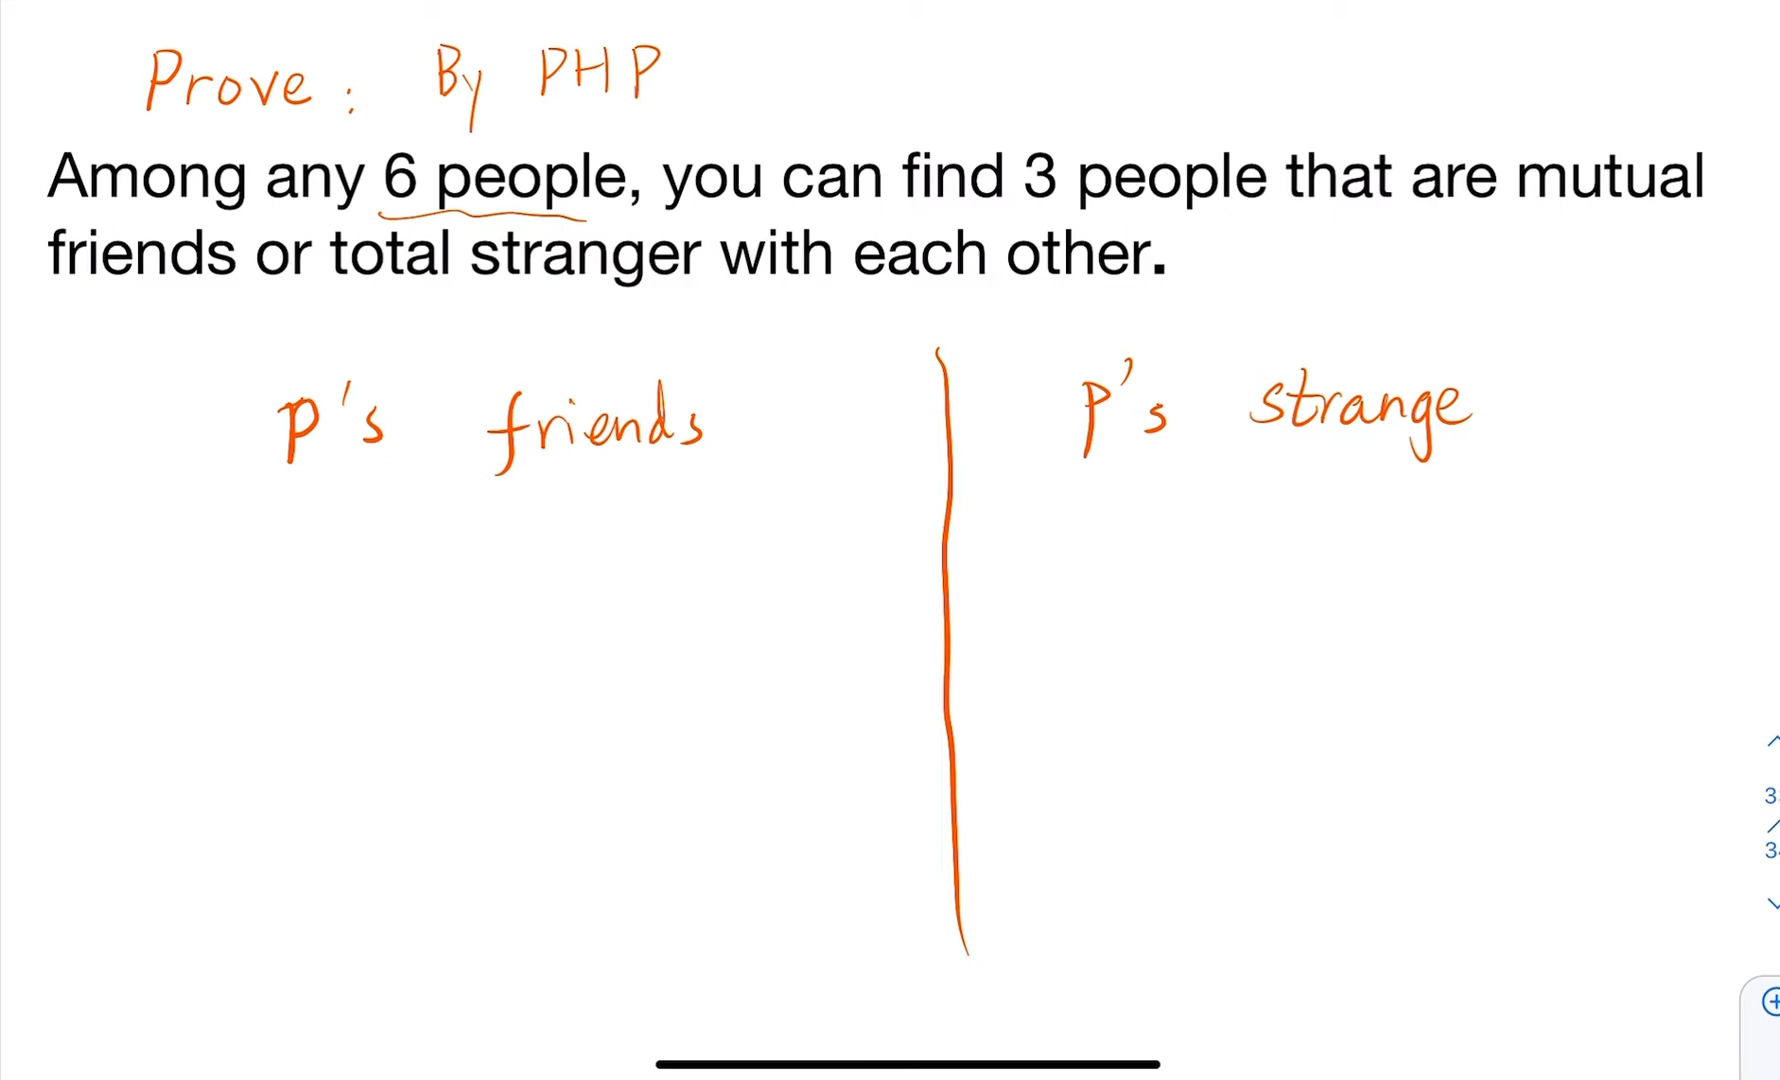 Prove: By PHP
Among any 6 people, you can find 3 people that are mutual
friends or total stranger with each other.
p's friends
p's strange